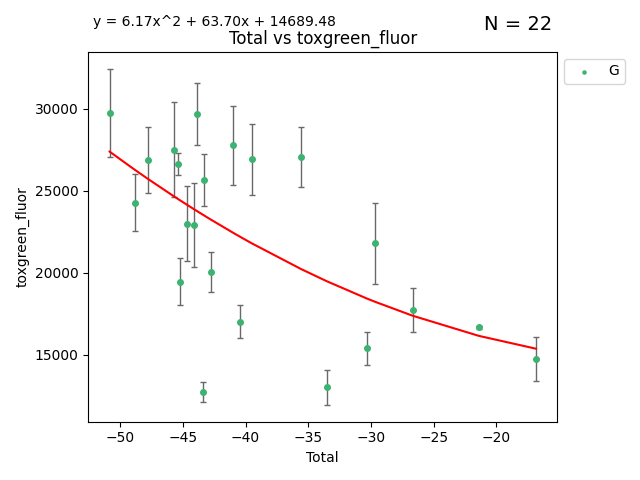 y = 6.17x^2 + 63.70x + 14689.48
N = 22
Total vs toxgreen_fluor
G
30000
25000
20000
15000
toxgreen_fluor
−50
−45
−40
−35
−30
−25
−20
Total